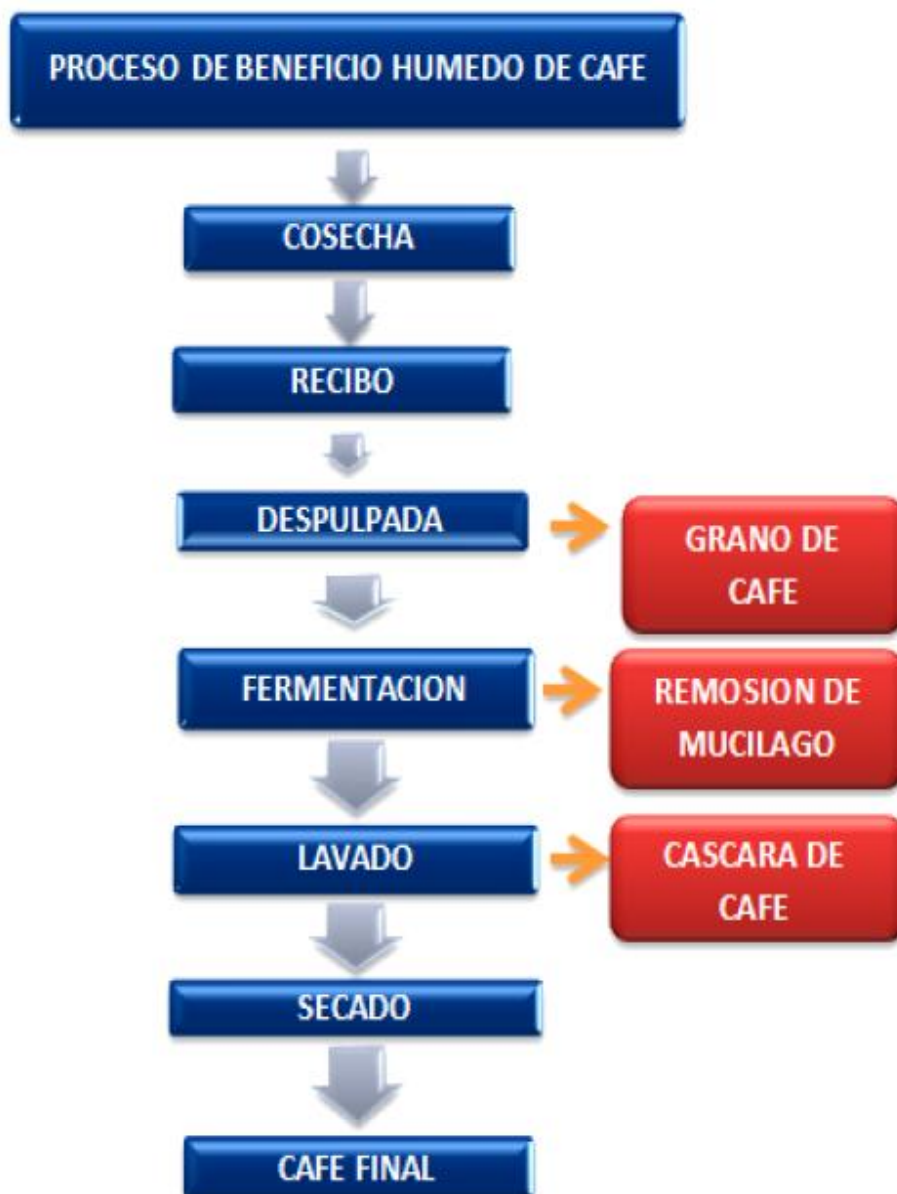 PROCESO DE BENEFICIO HUMEDO DE CAFE
COSECHA
RECIBO
DESPULPADA
GRANO DE
CAFE
FERMENTACION
REMOSION DE
MUCILAGO
LAVADO
CASCARA DE
CAFE
SECADO
CAFE FINAL